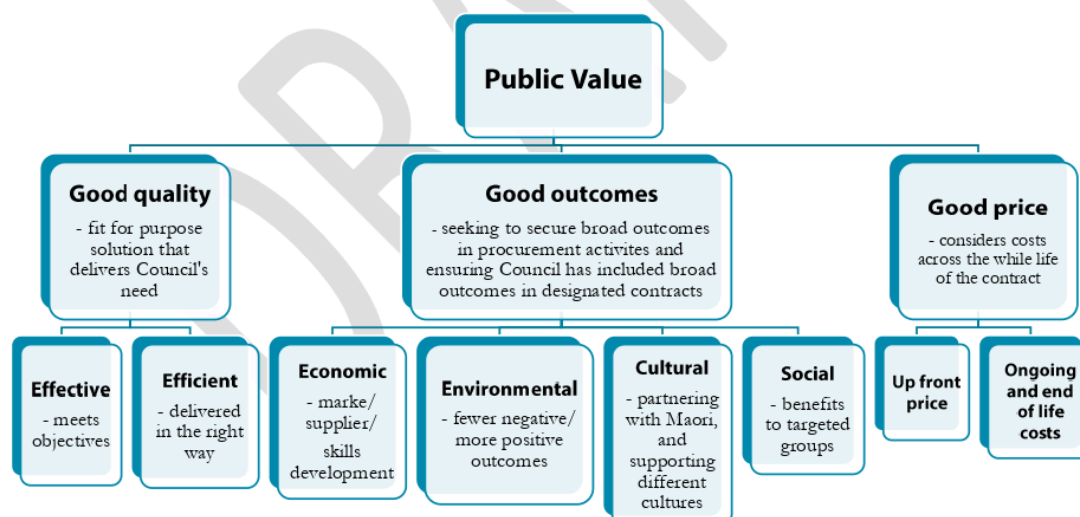 Public Value
Good quality
- fit for purpose
solution that
delivers Council's
need
Good outcomes
- seeking to secure broad outcomes
in procurement activites and
ensuring Council has included broad
outcomes in designated contracts
Good price
- considers costs
across the while life
of the contract
Effective
- meets
objectives
Efficient
- delivered
in the right
way
Economic
- marke/
supplier/
skills
development
Environmental
- fewer negative/
more positive
outcomes
Cultural
- partnering
with Maori,
and
supporting
different
cultures
Social
- benefits
to targeted
groups
Up front
price
Ongoing
and end
of life
costs